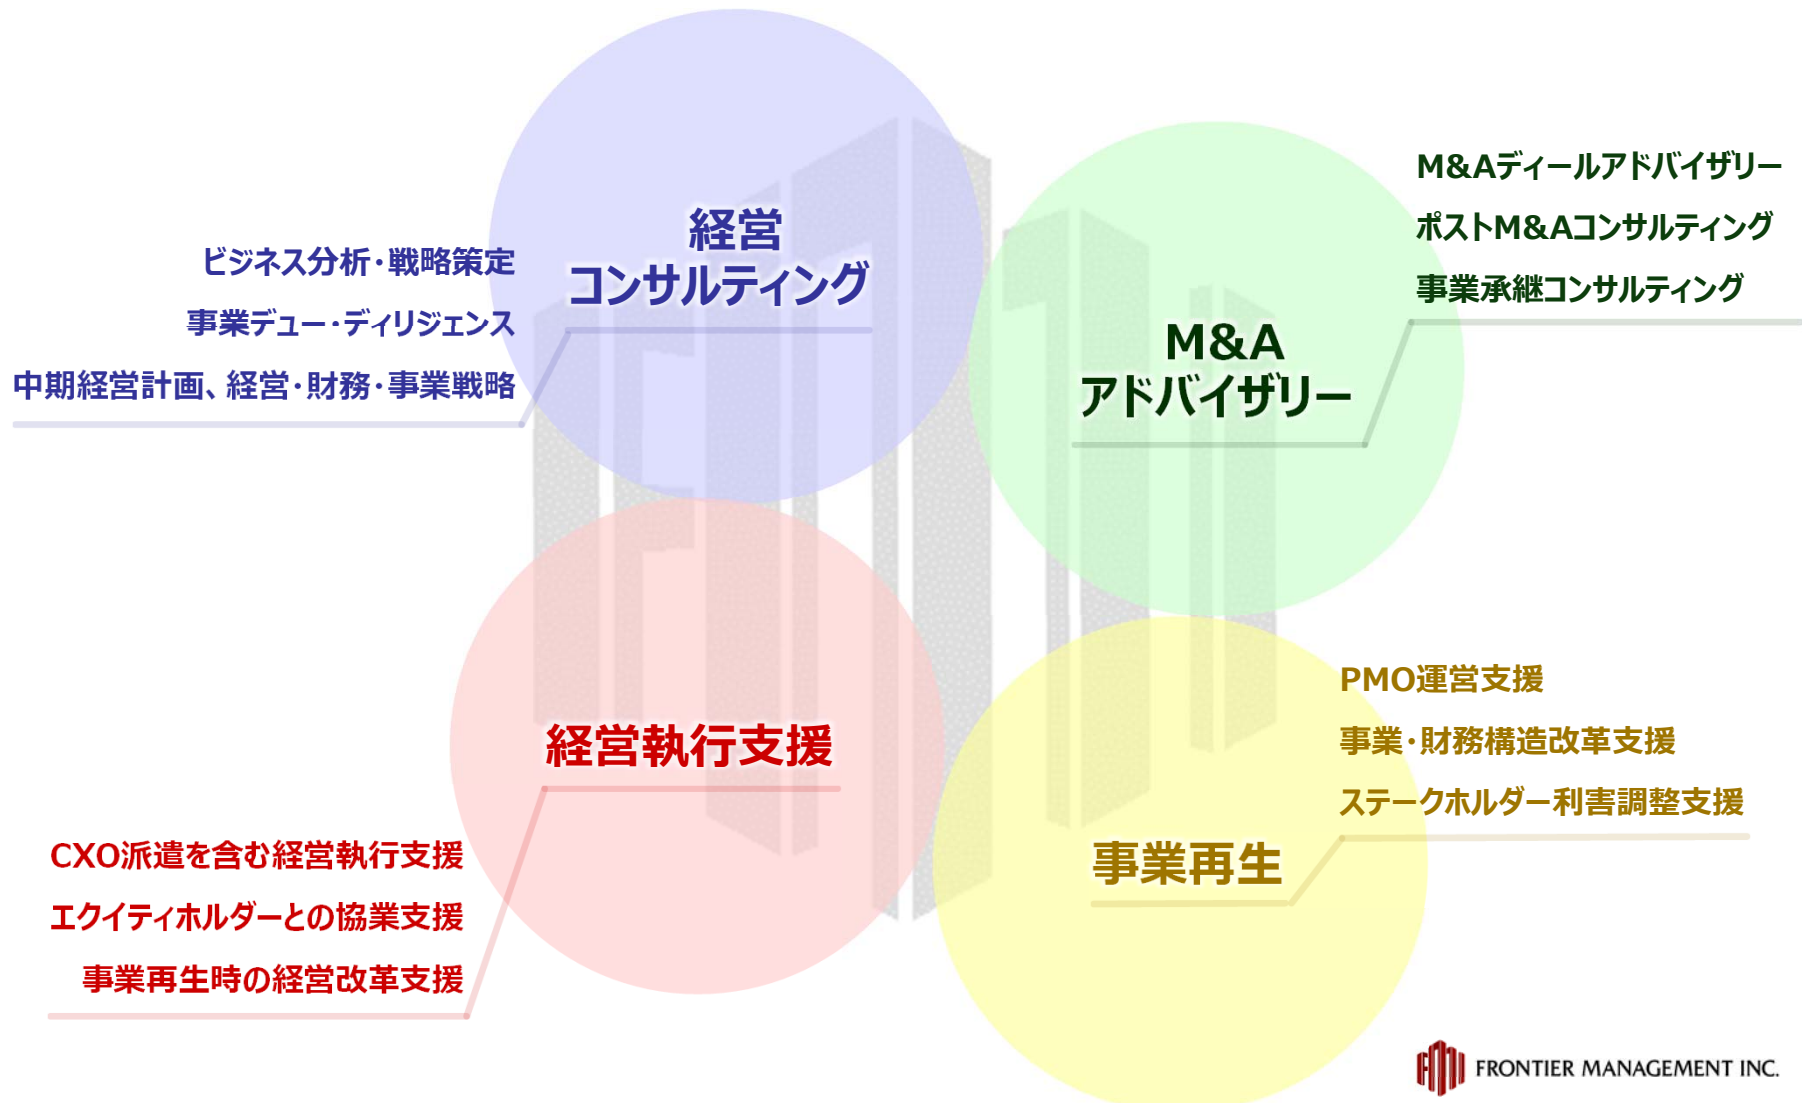 経営
コンサルティング
ビジネス分析・戦略策定
事業デュー・ディリジェンス
中期経営計画、経営・財務・事業戦略
M&A
アドバイザリー
M&Aディールアドバイザリー
ポストM&Aコンサルティング
事業承継コンサルティング
経営執行支援
CXO派遣を含む経営執行支援
エクイティホルダーとの協業支援
事業再生時の経営改革支援
事業再生
PMO運営支援
事業・財務構造改革支援
ステークホルダー利害調整支援
FRONTIER MANAGEMENT INC.